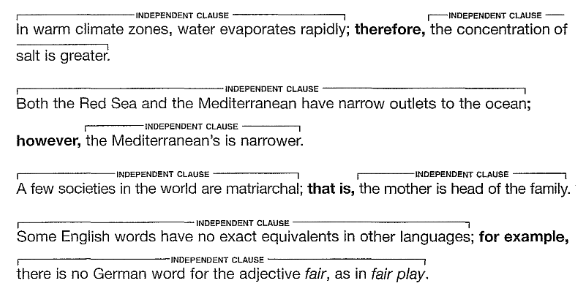 INDEPENDENT CLAUSE INDEPENDENT CLAUSE
In warm climate zones, water evaporates rapidly; therefore, the concentration of
salt is greater.
INDEPENDENT CLAUSE
Both the Red Sea and the Mediterranean have narrow outlets to the ocean;
INDEPENDENT CLAUSE
however, the Mediterranean's is narrower.
INDEPENDENT CLAUSE INDEPENDENT CLAUSE
A few societies in the world are matriarchal; that is, the mother is head of the family.
INDEPENDENT CLAUSE
Some English words have no exact equivalents in other languages; for example,
INDEPENDENT CLAUSE
there is no German word for the adjective fair, as in fair play.